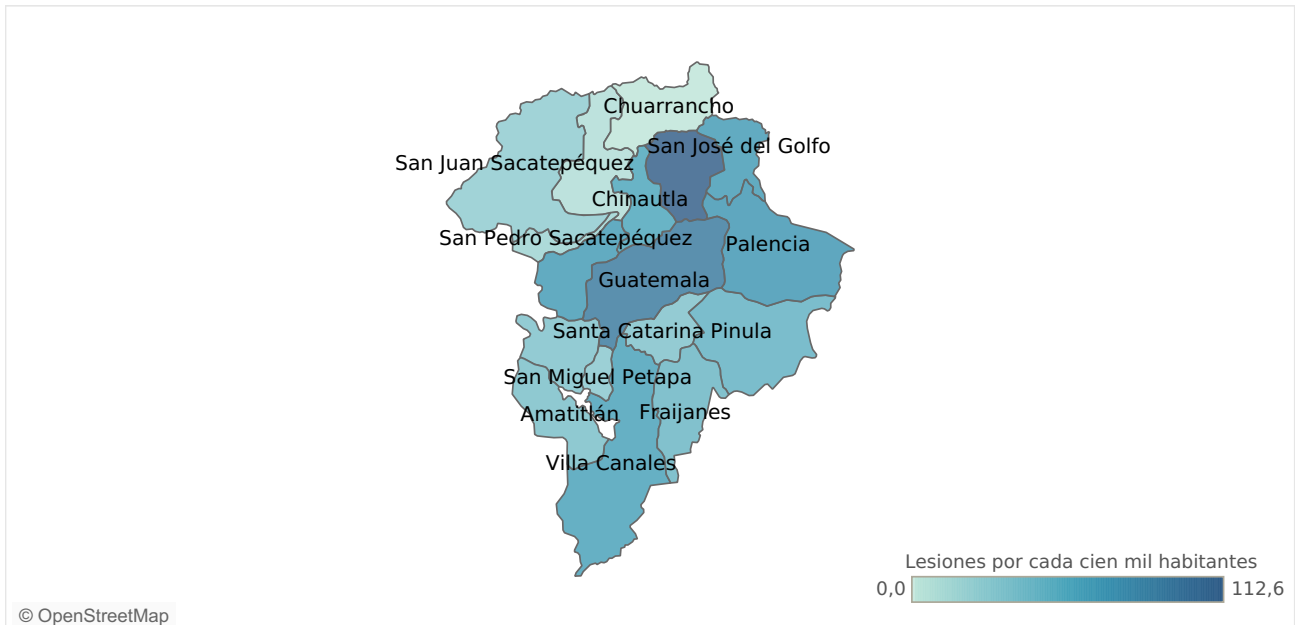 Chuarrancho
San José del Golfo
San Juan Sacatepéquez
Chinautla
San Pedro Sacatepéquez
Palencia
Guatemala
Santa Catarina Pinula
San Miguel Petapa
Amatitlán
Fraijanes
Villa Canales
Lesiones por cada cien mil habitantes
0,0
112,6
© OpenStreetMap